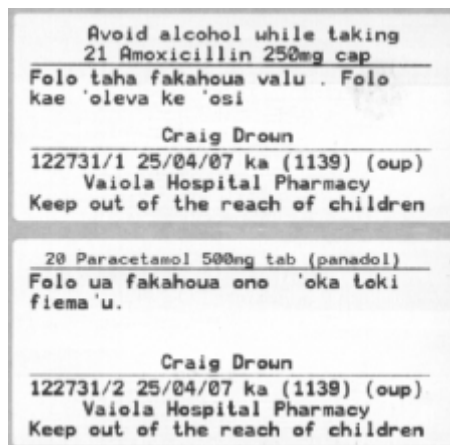 Avoid alcohol while taking
21 Amoxicillin 250mg cap
Folo taha fakahoua valu . Folo
kae 'oleva ke 'osi
Craig Drown
122731/1 25/04/07 ka (1139) (oup)
Vaiola Hospital Pharmacy
Keep out of the reach of children
20 Paracetamol 500mg tab (panadol)
Folo ua fakahoua ono 'oka toki
fiema'u.
Craig Drown
122731/2 25/04/07 ka (1139) (oup)
Vaiola Hospital Pharmacy
Keep out of the reach of children